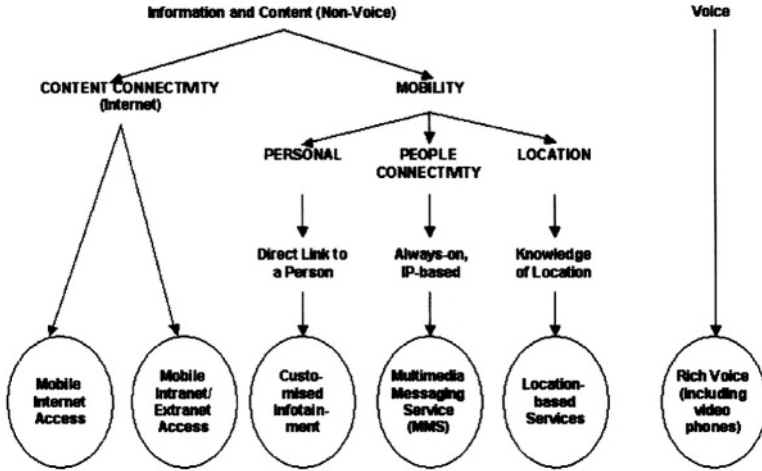 Information and Content (Non-Voice)
Voice
CONTENT CONNECTIVITY
(Internet)
MOBILITY
PERSONAL
PEOPLE
CONNECTIVITY
LOCATION
Direct Link to
a Person
Always-on,
IP-based
Knowledge
of Location
Mobile
Internet
Access
Mobile
Intranet/
Extranet
Access
Custo-
mised
Infotain-
ment
Multimedia
Messaging
Service
(MMS)
Location-
based
Services
Rich Voice
(including
video
phones)